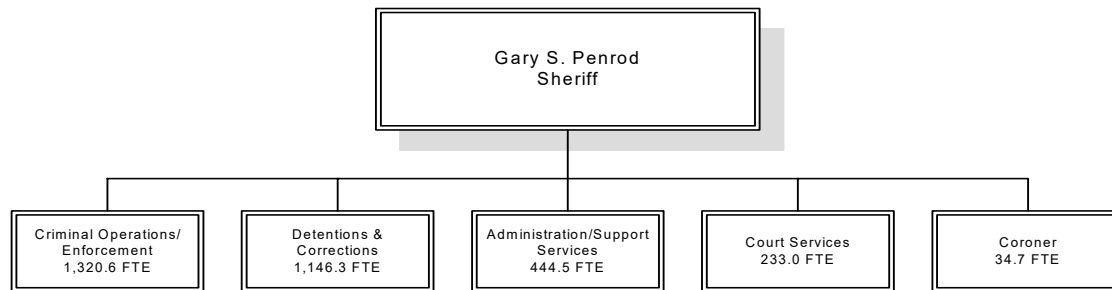 Gary S. Penrod
Sheriff
Criminal Operations/
Enforcement
1,320.6 FTE
Detentions &
Corrections
1,146.3 FTE
Administration/Support
Services
444.5 FTE
Court Services
233.0 FTE
Coroner
34.7 FTE